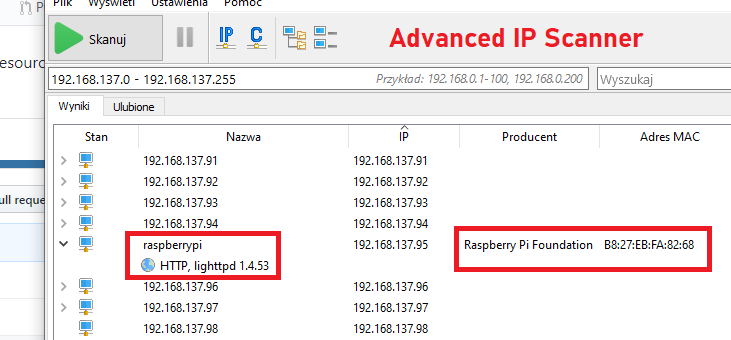 Plik Wyświetl Ustawienia Pomoc
Skanuj IP C Advanced IP Scanner
esourc
192.168.137.0 - 192.168.137.255 Przykład: 192.168.0.1-100, 192.168.0.200 Wyszukaj
Wyniki Ulubione
Stan Nazwa IP Producent Adres MAC
192.168.137.91 192.168.137.91
192.168.137.92 192.168.137.92
ull reque
192.168.137.93 192.168.137.93
192.168.137.94 192.168.137.94
raspberrypi 192.168.137.95 Raspberry Pi Foundation B8:27:EB:FA:82:68
HTTP, lighttpd 1.4.53
192.168.137.96 192.168.137.96
192.168.137.97 192.168.137.97
192.168.137.98 192.168.137.98